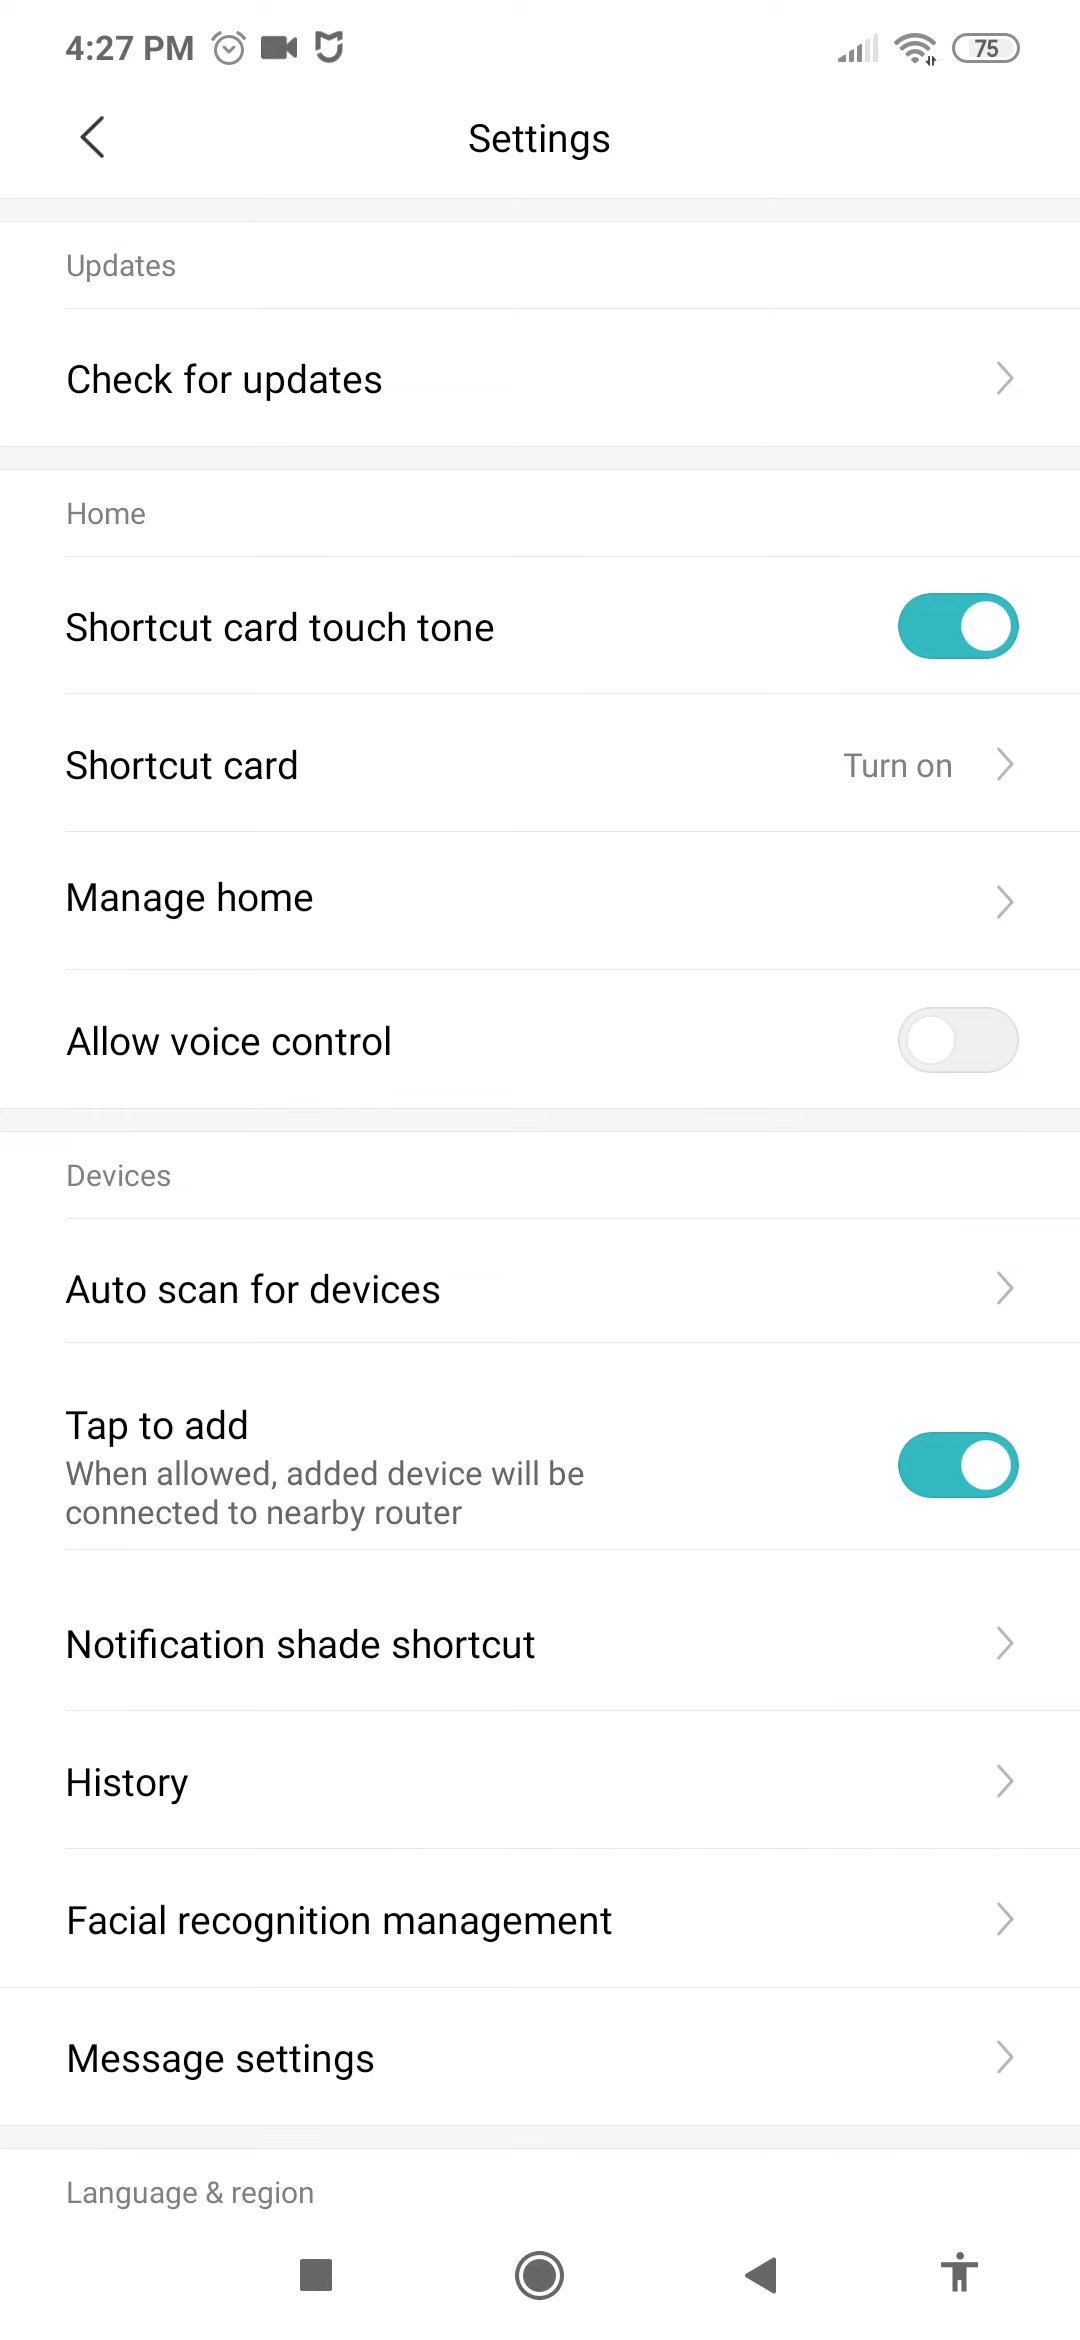 4:27 PM 75
Settings
Updates
Check for updates
Home
Shortcut card touch tone
Shortcut card Turn on
Manage home
Allow voice control
Devices
Auto scan for devices
Tap to add
When allowed, added device will be
connected to nearby router
Notification shade shortcut
History
Facial recognition management
Message settings
Language & region